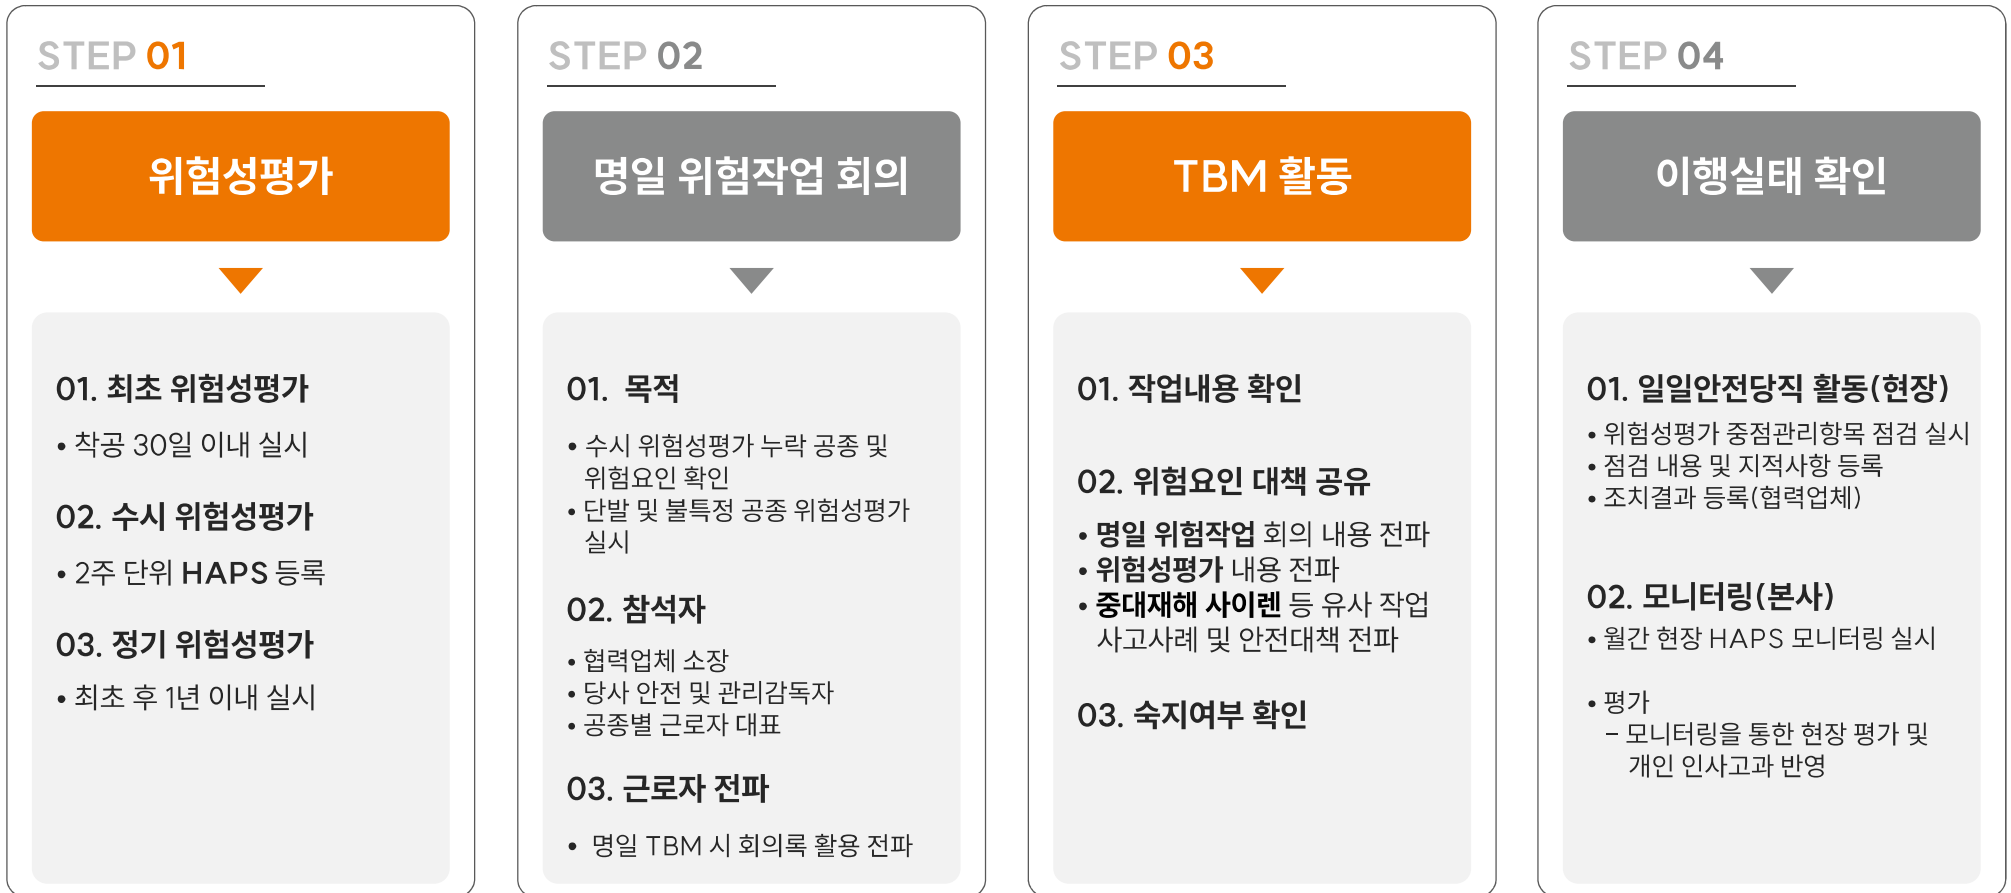 STEP 01
위험성평가
01. 최초 위험성평가
• 착공 30일 이내 실시
02. 수시 위험성평가
• 2주 단위 HAPS 등록
03. 정기 위험성평가
• 최초 후 1년 이내 실시
STEP 02
명일 위험작업 회의
01. 목적
• 수시 위험성평가 누락 공종 및
위험요인 확인
• 단발 및 불특정 공종 위험성평가
실시
02. 참석자
• 협력업체 소장
• 당사 안전 및 관리감독자
• 공종별 근로자 대표
03. 근로자 전파
• 명일 TBM 시 회의록 활용 전파
STEP 03
TBM 활동
01. 작업내용 확인
02. 위험요인 대책 공유
• 명일 위험작업 회의 내용 전파
• 위험성평가 내용 전파
• 중대재해 사이렌 등 유사 작업
사고사례 및 안전대책 전파
03. 숙지여부 확인
STEP 04
이행실태 확인
01. 일일안전당직 활동(현장)
• 위험성평가 중점관리항목 점검 실시
• 점검 내용 및 지적사항 등록
• 조치결과 등록(협력업체)
02. 모니터링(본사)
• 월간 현장 HAPS 모니터링 실시
• 평가
– 모니터링을 통한 현장 평가 및
개인 인사고과 반영